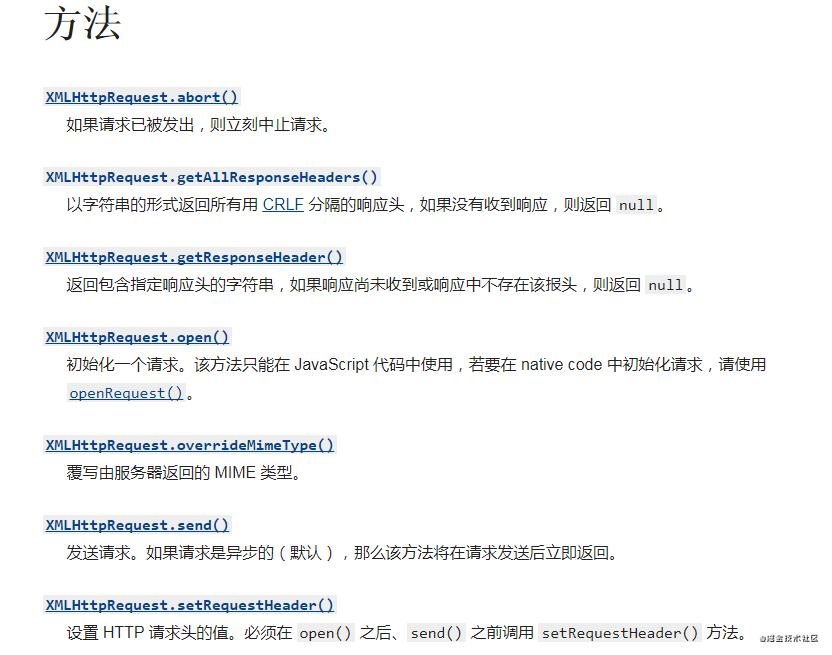 方法
XMLHttpRequest.abort()
如果请求已被发出，则立刻中止请求。
XMLHttpRequest.getAllResponseHeaders()
以字符串的形式返回所有用 CRLF 分隔的响应头，如果没有收到响应，则返回 null。
XMLHttpRequest.getResponseHeader()
返回包含指定响应头的字符串，如果响应尚未收到或响应中不存在该报头，则返回 null。
XMLHttpRequest.open()
初始化一个请求。该方法只能在 JavaScript 代码中使用，若要在 native code 中初始化请求，请使用
openRequest()。
XMLHttpRequest.overrideMimeType()
覆写由服务器返回的 MIME 类型。
XMLHttpRequest.send()
发送请求。如果请求是异步的（默认），那么该方法将在请求发送后立即返回。
XMLHttpRequest.setRequestHeader()
设置 HTTP 请求头的值。必须在 open() 之后、send() 之前调用 setRequestHeader() 方法。
@掘金技术社区